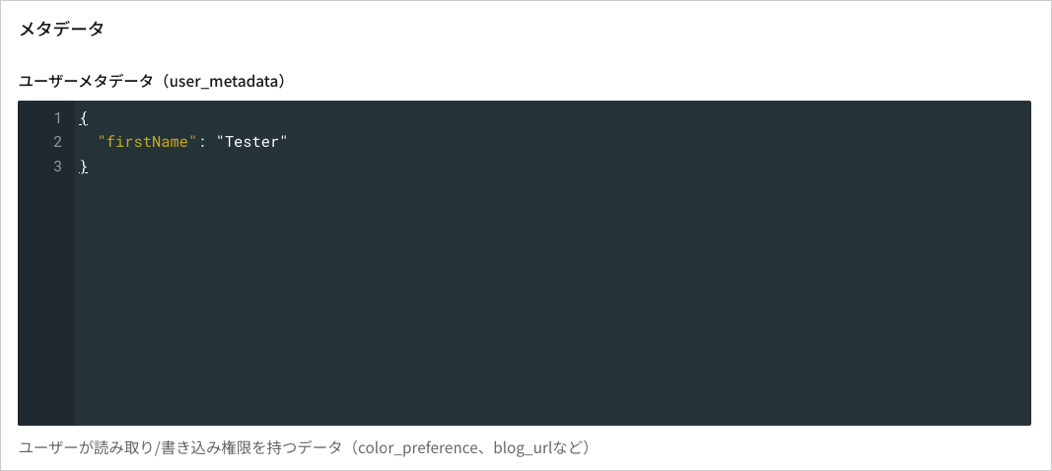 メタデータ
ユーザーメタデータ（user_metadata）
1 {
2 "firstName": "Tester"
3 }
ユーザーが読み取り/書き込み権限を持つデータ（color_preference、blog_urlなど）